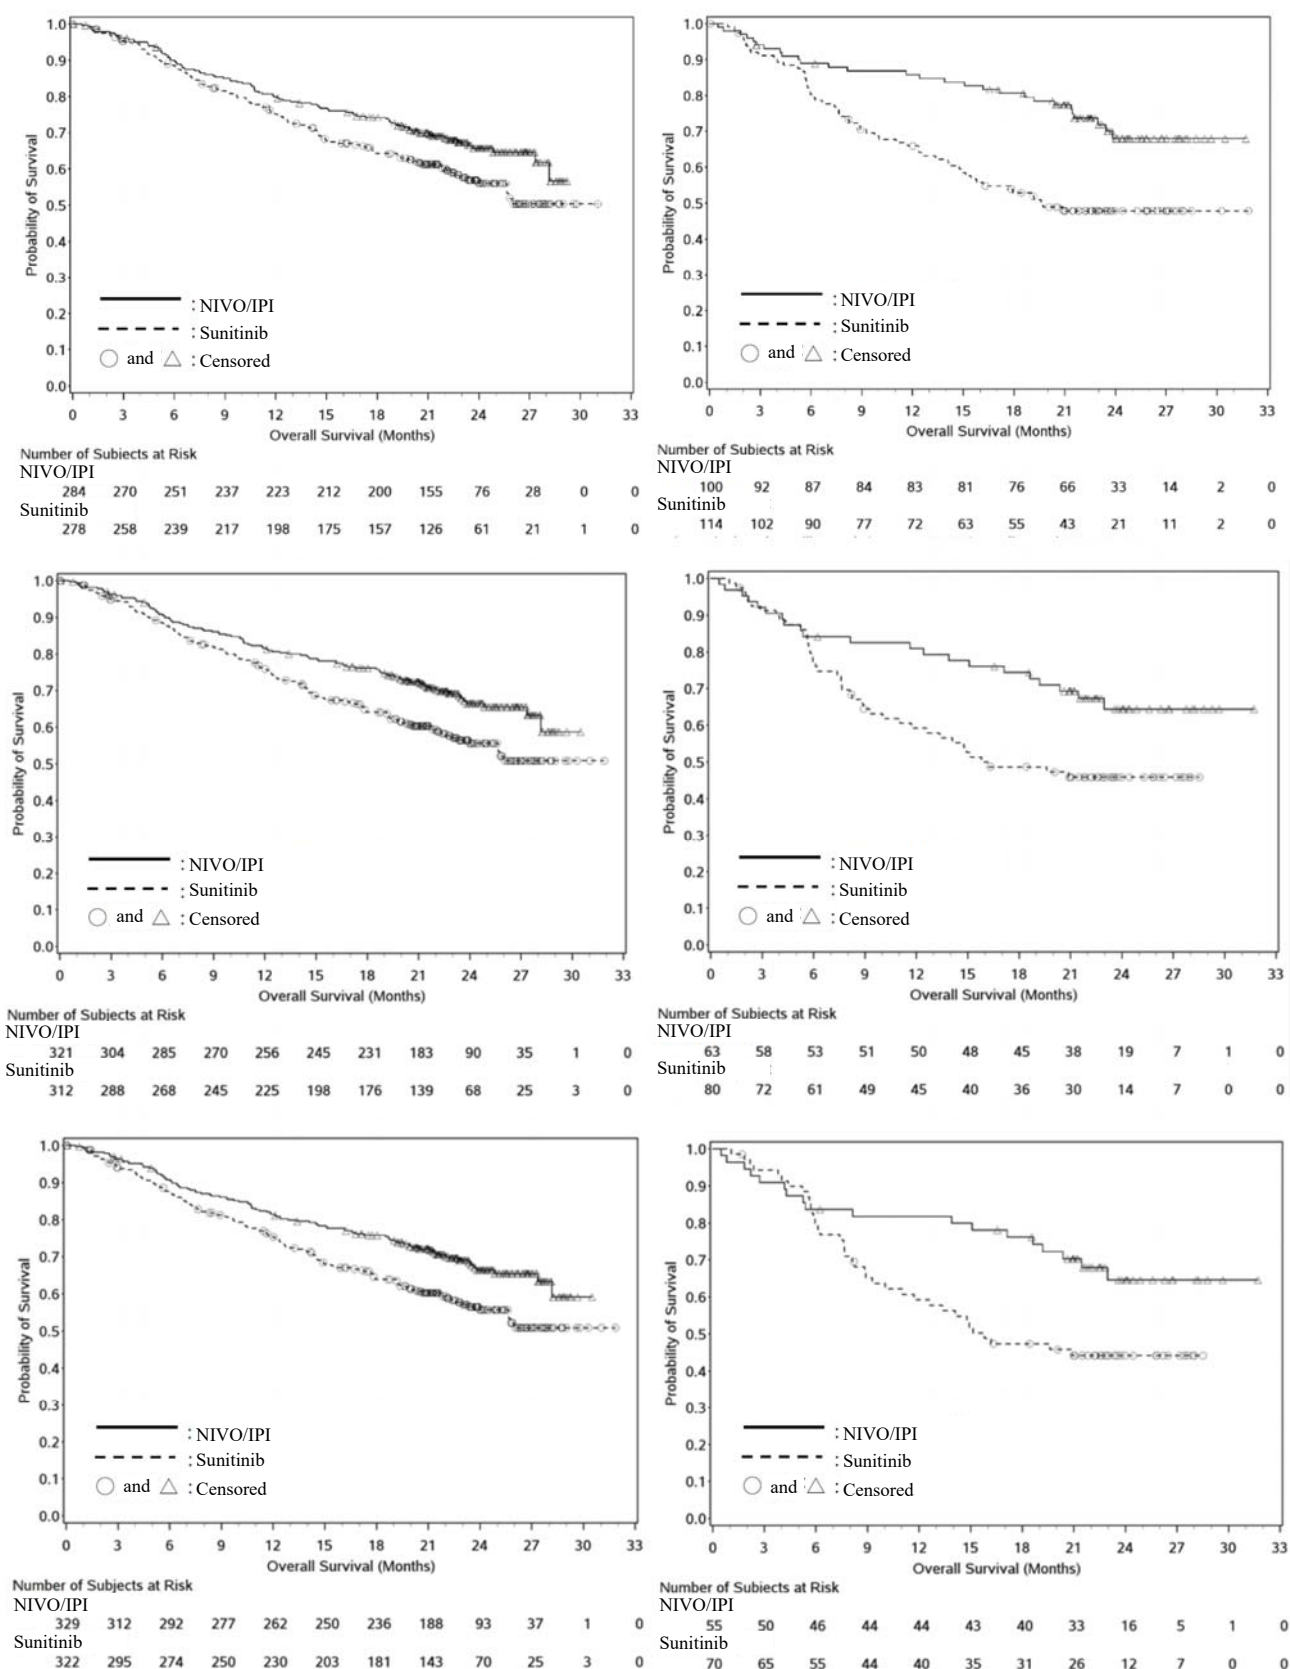 1.0
0.9
0.8
0.7
0.6
0.5
0.4
0.3
0.2
0.1
0.0
Probability of Survival
: NIVO/IPI
: Sunitinib
and : Censored
0 3 6 9 12 15 18 21 24 27 30 33
Overall Survival (Months)
Number of Subjects at Risk
NIVO/IPI
284 270 251 237 223 212 200 155 76 28 0 0
Sunitinib
278 258 239 217 198 175 157 126 61 21 1 0
1.0
0.9
0.8
0.7
0.6
0.5
0.4
0.3
0.2
0.1
0.0
Probability of Survival
: NIVO/IPI
: Sunitinib
and : Censored
0 3 6 9 12 15 18 21 24 27 30 33
Overall Survival (Months)
Number of Subjects at Risk
NIVO/IPI
100 92 87 84 83 81 76 66 33 14 2 0
Sunitinib
114 102 90 77 72 63 55 43 21 11 2 0
1.0
0.9
0.8
0.7
0.6
0.5
0.4
0.3
0.2
0.1
0.0
Probability of Survival
: NIVO/IPI
: Sunitinib
and : Censored
0 3 6 9 12 15 18 21 24 27 30 33
Overall Survival (Months)
Number of Subjects at Risk
NIVO/IPI
321 304 285 270 256 245 231 183 90 35 1 0
Sunitinib
312 288 268 245 225 198 176 139 68 25 3 0
1.0
0.9
0.8
0.7
0.6
0.5
0.4
0.3
0.2
0.1
0.0
Probability of Survival
: NIVO/IPI
: Sunitinib
and : Censored
0 3 6 9 12 15 18 21 24 27 30 33
Overall Survival (Months)
Number of Subjects at Risk
NIVO/IPI
63 58 53 51 50 48 45 38 19 7 1 0
Sunitinib
80 72 61 49 45 40 36 30 14 7 0 0
1.0
0.9
0.8
0.7
0.6
0.5
0.4
0.3
0.2
0.1
0.0
Probability of Survival
: NIVO/IPI
: Sunitinib
and : Censored
0 3 6 9 12 15 18 21 24 27 30 33
Overall Survival (Months)
Number of Subjects at Risk
NIVO/IPI
329 312 292 277 262 250 236 188 93 37 1 0
Sunitinib
322 295 274 250 230 203 181 143 70 25 3 0
1.0
0.9
0.8
0.7
0.6
0.5
0.4
0.3
0.2
0.1
0.0
Probability of Survival
: NIVO/IPI
: Sunitinib
and : Censored
0 3 6 9 12 15 18 21 24 27 30 33
Overall Survival (Months)
Number of Subjects at Risk
NIVO/IPI
55 50 46 44 44 43 40 33 16 5 1 0
Sunitinib
70 65 55 44 40 35 31 26 12 7 0 0